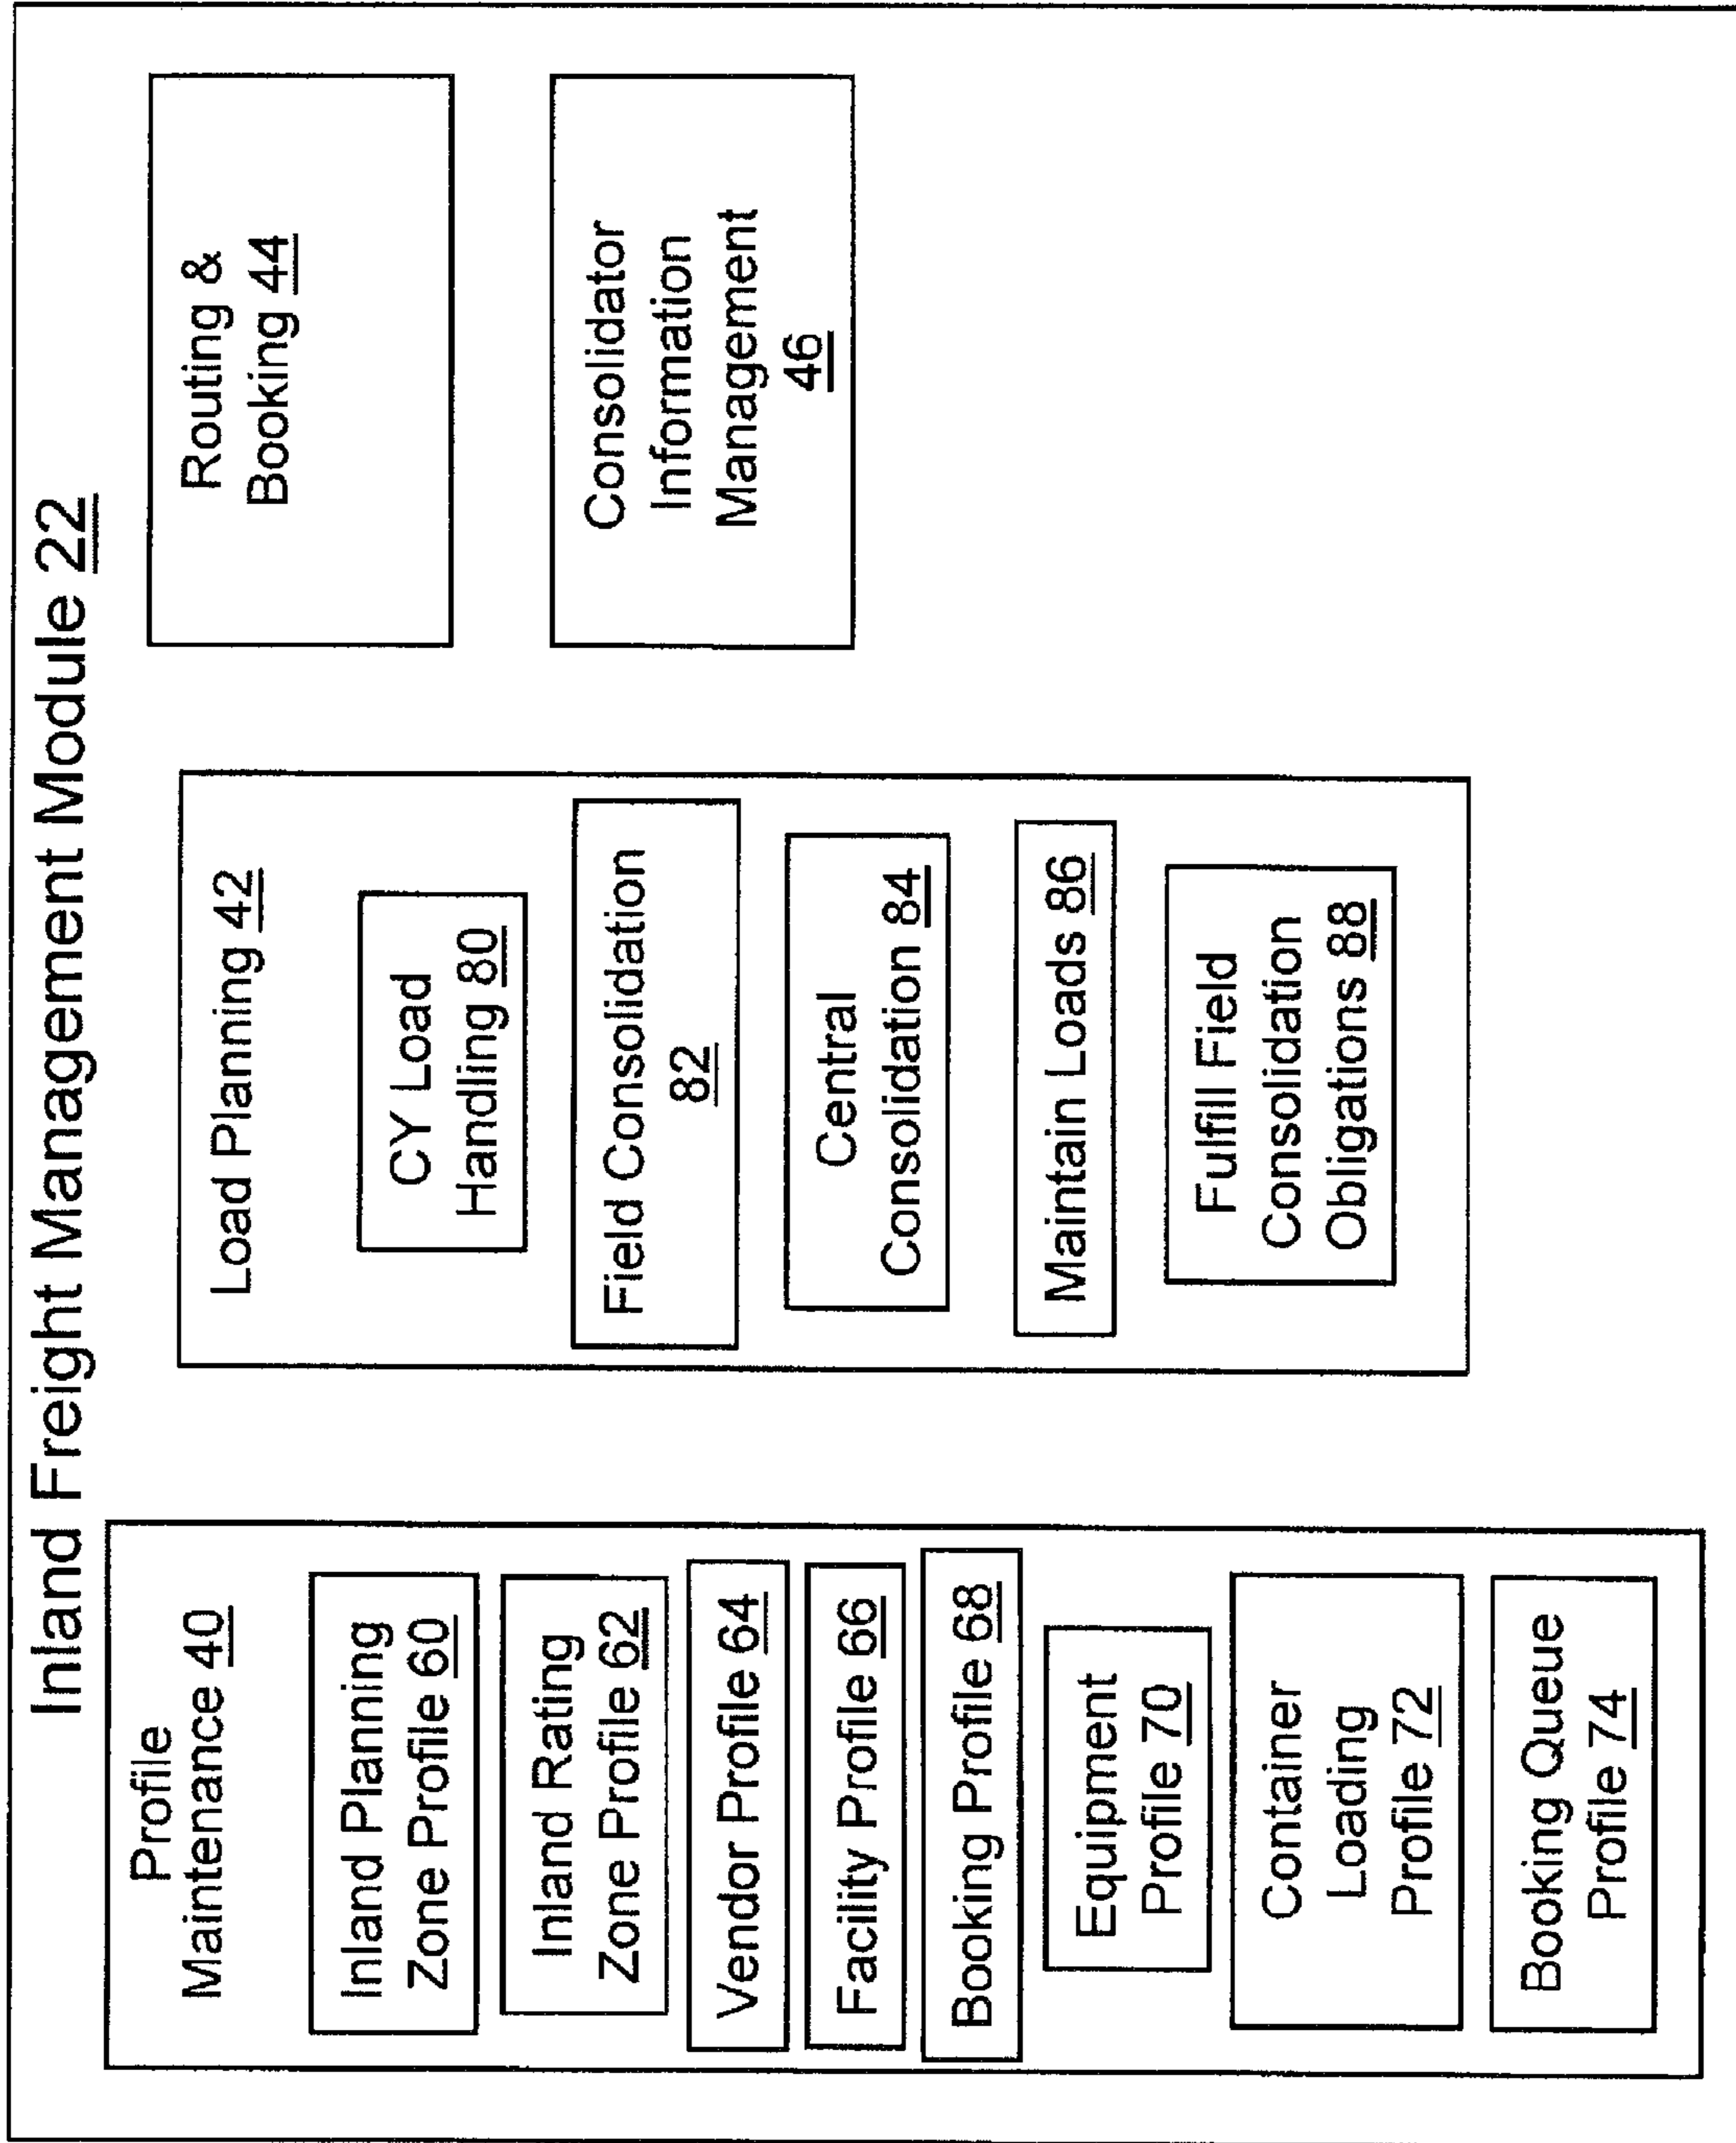 Inland Freight Management Module 22
Profile
Maintenance 40
Inland Planning
Zone Profile 60
Inland Rating
Zone Profile 62
Vendor Profile 64
Facility Profile 66
Booking Profile 68
Equipment
Profile 70
Container
Loading
Profile 72
Booking Queue
Profile 74
Load Planning 42
CY Load
Handling 80
Field Consolidation
82
Central
Consolidation 84
Maintain Loads 86
Fulfill Field
Consolidation
Obligations 88
Routing &
Booking 44
Consolidator
Information
Management
46